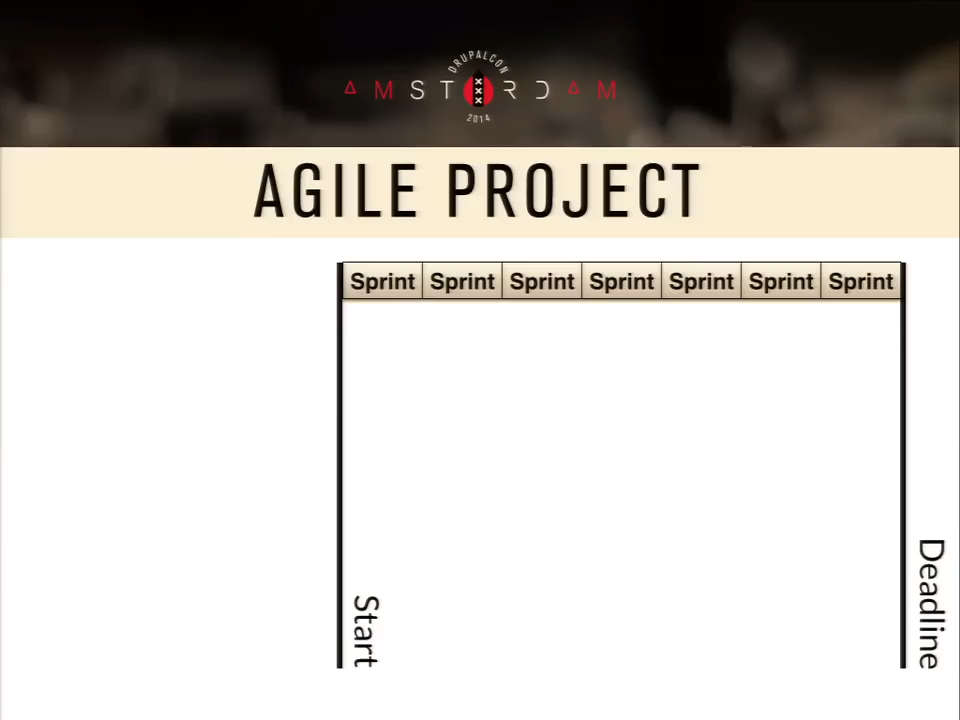 DRUPALCON
AMSTERDAM
2014
AGILE PROJECT
Sprint Sprint Sprint Sprint Sprint Sprint Sprint
Start
Deadline